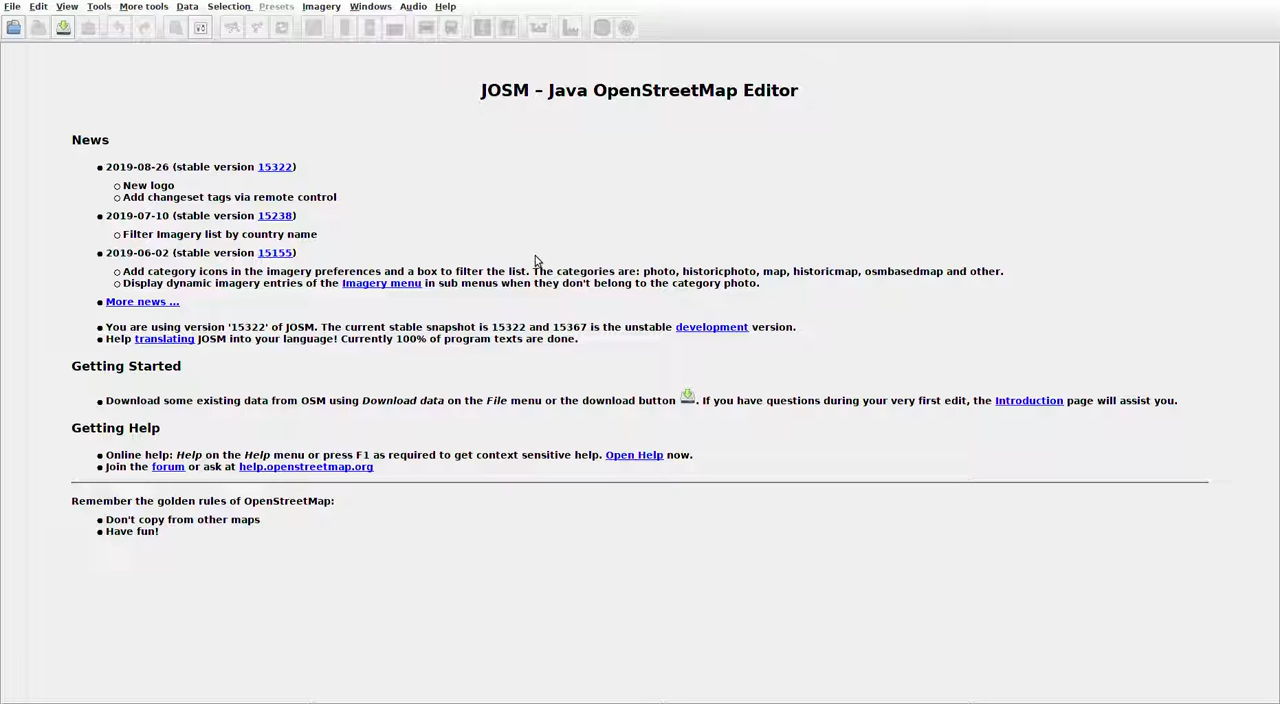 File Edit View Tools More tools Data Selection Presets Imagery Windows Audio Help
JOSM – Java OpenStreetMap Editor
News
2019-08-26 (stable version 15322)
New logo
Add changeset tags via remote control
2019-07-10 (stable version 15238)
Filter Imagery list by country name
2019-06-02 (stable version 15155)
Add category icons in the imagery preferences and a box to filter the list. The categories are: photo, historicphoto, map, historicmap, osmbasedmap and other.
Display dynamic imagery entries of the Imagery menu in sub menus when they don't belong to the category photo.
More news ...
You are using version '15322' of JOSM. The current stable snapshot is 15322 and 15367 is the unstable development version.
Help translating JOSM into your language! Currently 100% of program texts are done.
Getting Started
Download some existing data from OSM using Download data on the File menu or the download button . If you have questions during your very first edit, the Introduction page will assist you.
Getting Help
Online help: Help on the Help menu or press F1 as required to get context sensitive help. Open Help now.
Join the forum or ask at help.openstreetmap.org
Remember the golden rules of OpenStreetMap:
Don't copy from other maps
Have fun!